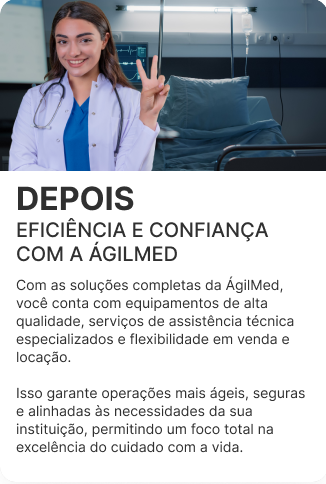 DEPOIS
EFICIÊNCIA E CONFIANÇA
COM A ÁGILMED
Com as soluções completas da ÁgilMed,
você conta com equipamentos de alta
qualidade, serviços de assistência técnica
especializados e flexibilidade em venda e
locação.
Isso garante operações mais ágeis, seguras
e alinhadas às necessidades da sua
instituição, permitindo um foco total na
excelência do cuidado com a vida.